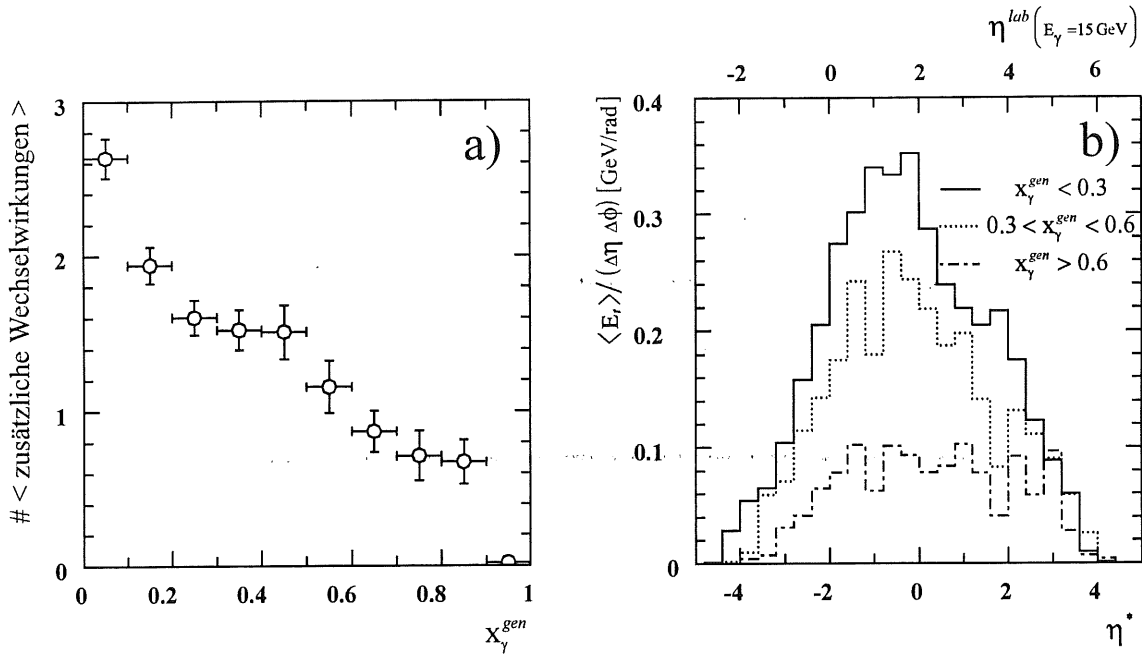 a)
# < zusätzliche Wechselwirkungen >
3
2
1
0
0.2
0.4
0.6
0.8
1
x_γ^gen
η^lab (E_γ = 15 GeV)
-2
0
2
4
6
b)
⟨E_t⟩ / (Δη Δϕ) [GeV/rad]
0.4
0.3
0.2
0.1
0
x_γ^gen < 0.3
0.3 < x_γ^gen < 0.6
x_γ^gen > 0.6
-4
-2
0
2
4
η*